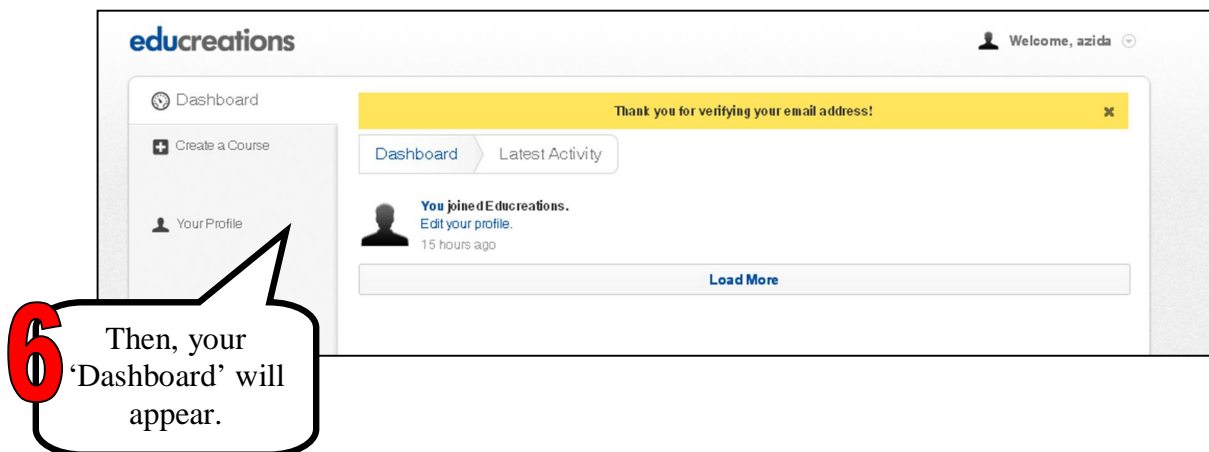 educreations
Welcome, azida
Dashboard
Thank you for verifying your email address!
Create a Course
Dashboard
Latest Activity
You joined Educreations.
Edit your profile.
15 hours ago
Your Profile
Load More
6
Then, your
‘Dashboard’ will
appear.